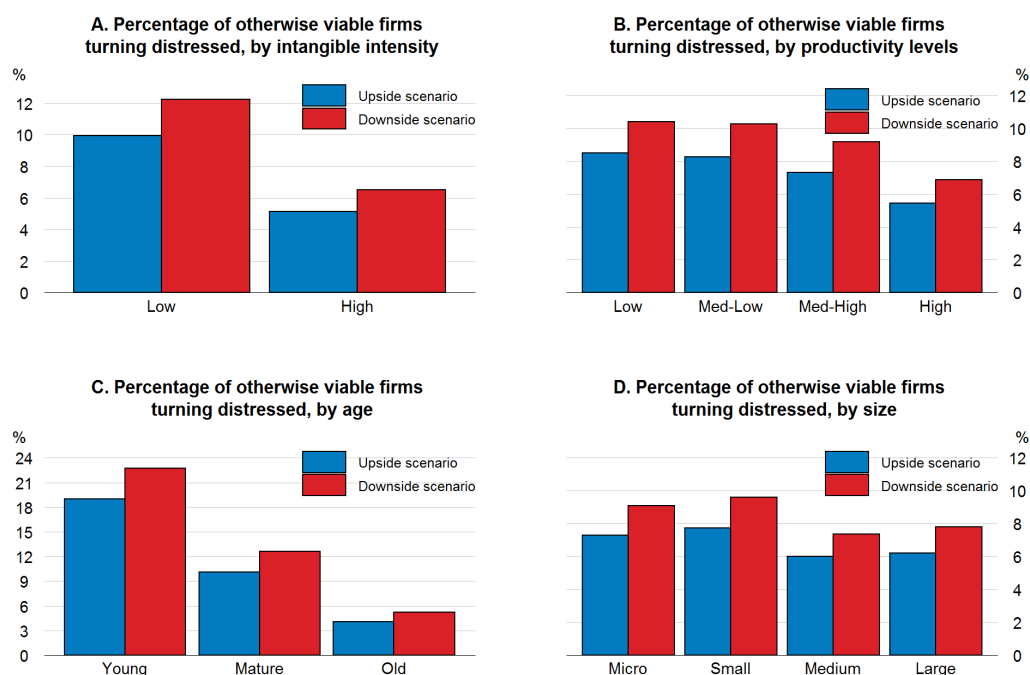 A. Percentage of otherwise viable firms
turning distressed, by intangible intensity
%
Upside scenario
Downside scenario
12
10
8
6
4
2
0
Low High
B. Percentage of otherwise viable firms
turning distressed, by productivity levels
%
Upside scenario
Downside scenario
12
10
8
6
4
2
0
Low Med-Low Med-High High
C. Percentage of otherwise viable firms
turning distressed, by age
%
Upside scenario
Downside scenario
24
21
18
15
12
9
6
3
0
Young Mature Old
D. Percentage of otherwise viable firms
turning distressed, by size
%
Upside scenario
Downside scenario
12
10
8
6
4
2
0
Micro Small Medium Large